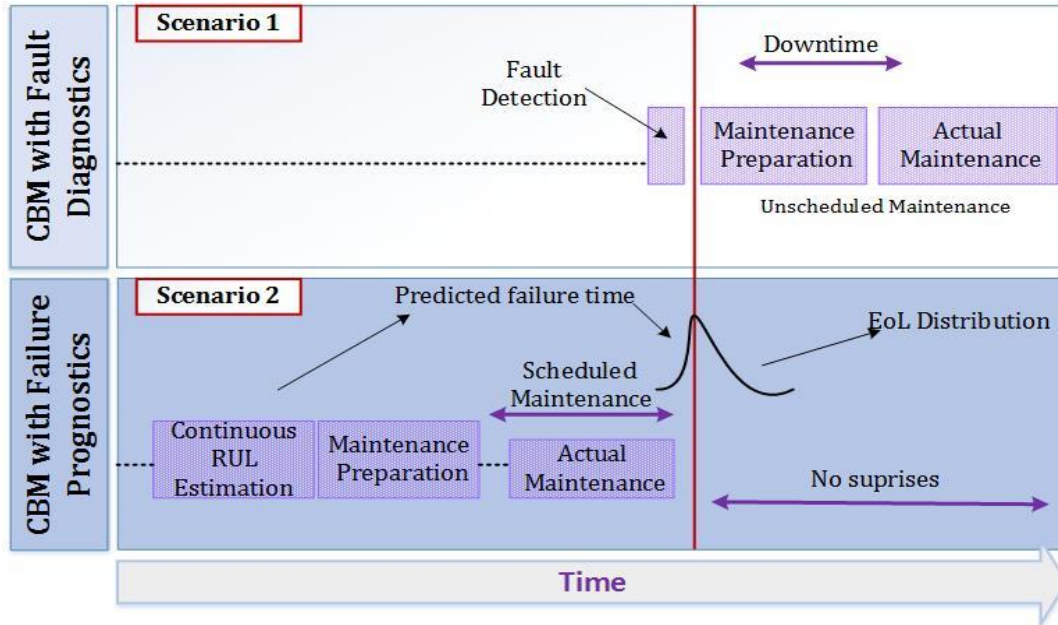 CBM with Fault
Diagnostics
Scenario 1
Downtime
Fault
Detection
Maintenance
Preparation
Actual
Maintenance
Unscheduled Maintenance
CBM with Failure
Prognostics
Scenario 2
Predicted failure time
EoL Distribution
Scheduled
Maintenance
Continuous
RUL
Estimation
Maintenance
Preparation
Actual
Maintenance
No suprises
Time